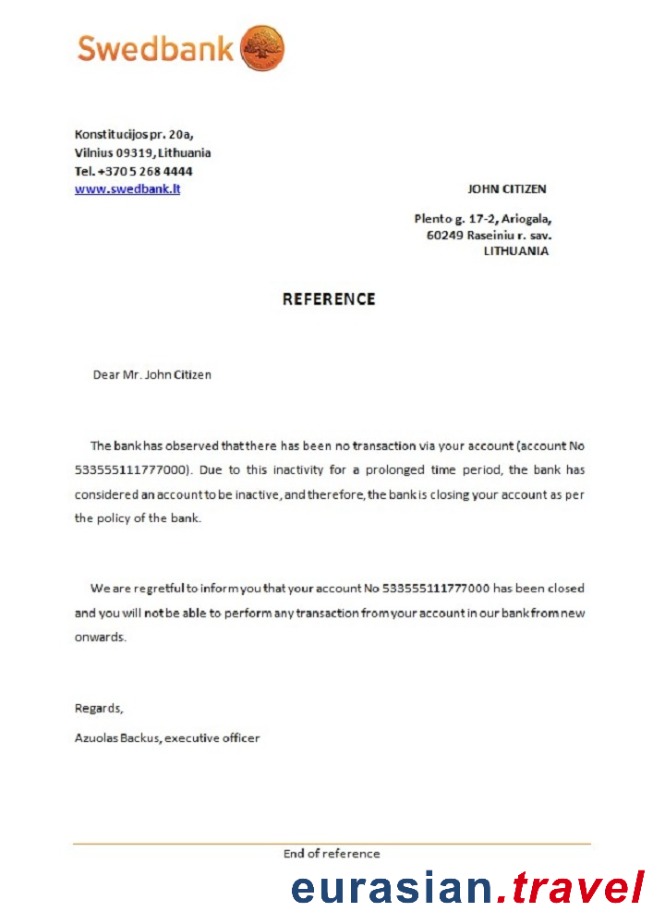 Swedbank
Konstitucijos pr. 20a,
Vilnius 09319, Lithuania
Tel. +370 5 268 4444
www.swedbank.lt
JOHN CITIZEN
Plento g. 17-2, Ariogala,
60249 Raseiniu r. sav.
LITHUANIA
REFERENCE
Dear Mr. John Citizen
The bank has observed that there has been no transaction via your account (account No
533555111777000). Due to this inactivity for a prolonged time period, the bank has
considered an account to be inactive, and therefore, the bank is closing your account as per
the policy of the bank.
We are regretful to inform you that your account No 533555111777000 has been closed
and you will not be able to perform any transaction from your account in our bank from new
onwards.
Regards,
Azuolas Backus, executive officer
End of reference
eurasian.travel